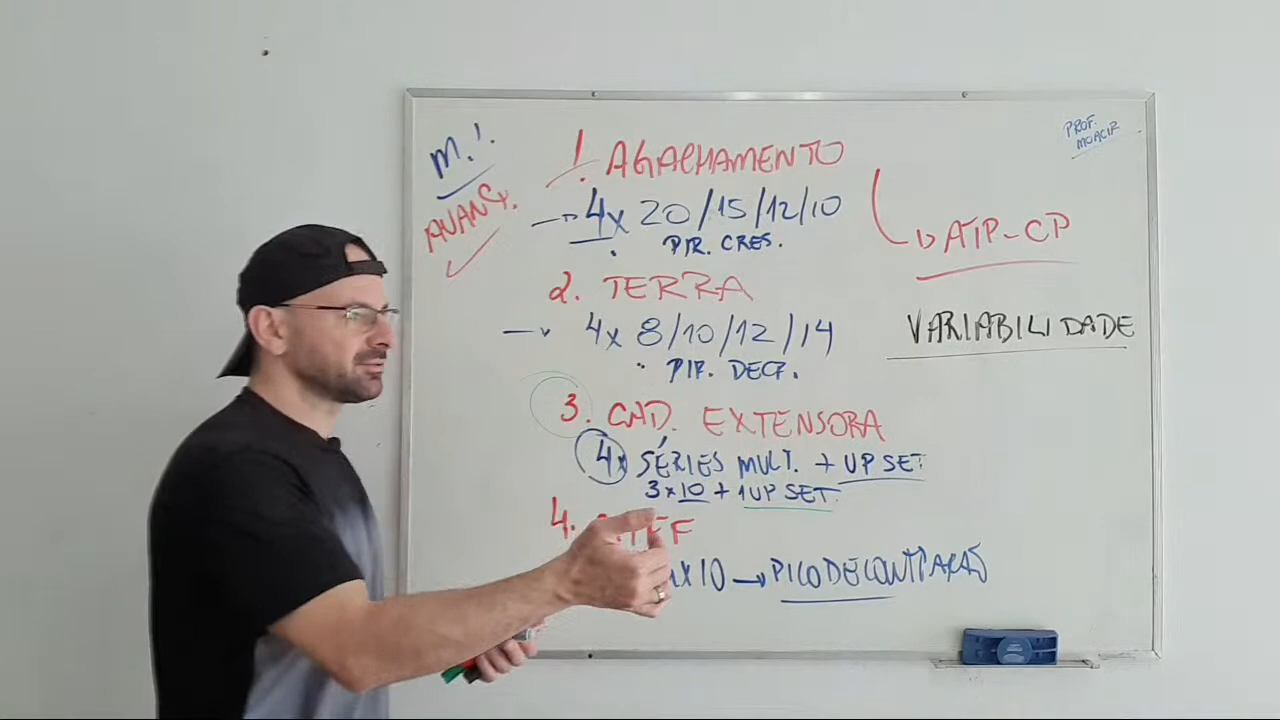 M.I.
AVANÇ.
1. AGACHAMENTO
4x 20/15/12/10
PIR. CRES.
2. TERRA
4x 8/10/12/14
PIR. DECR.
3. CAD. EXTENSORA
4x SÉRIES MULT. + UP SET
3x10 + 1 UP SET.
4.
x10 → PICO DE CONTRAÇÃO
ATP-CP
VARIABILIDADE
PROF.
MOACIR